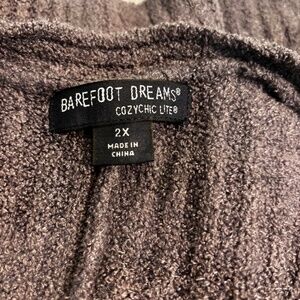 BAREFOOT DREAMS®
COZYCHIC LITE®
2X
MADE IN
CHINA